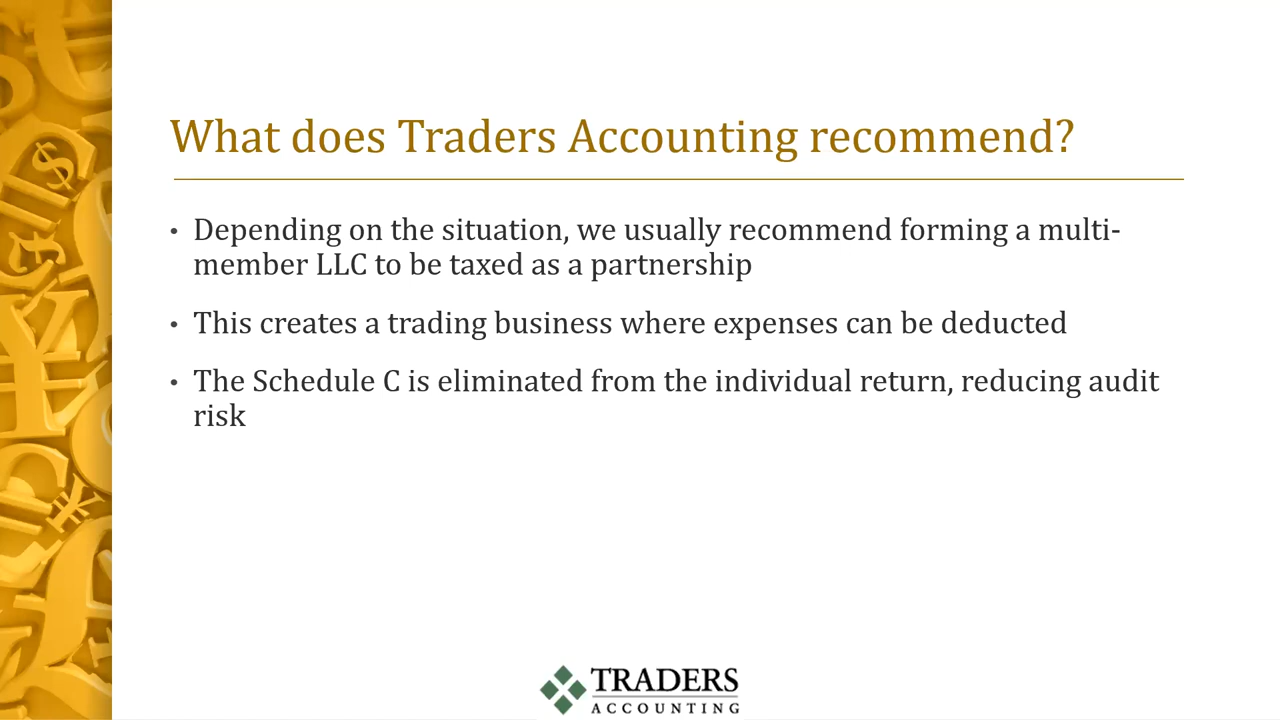 What does Traders Accounting recommend?
• Depending on the situation, we usually recommend forming a multi-
member LLC to be taxed as a partnership
• This creates a trading business where expenses can be deducted
• The Schedule C is eliminated from the individual return, reducing audit
risk
TRADERS
ACCOUNTING